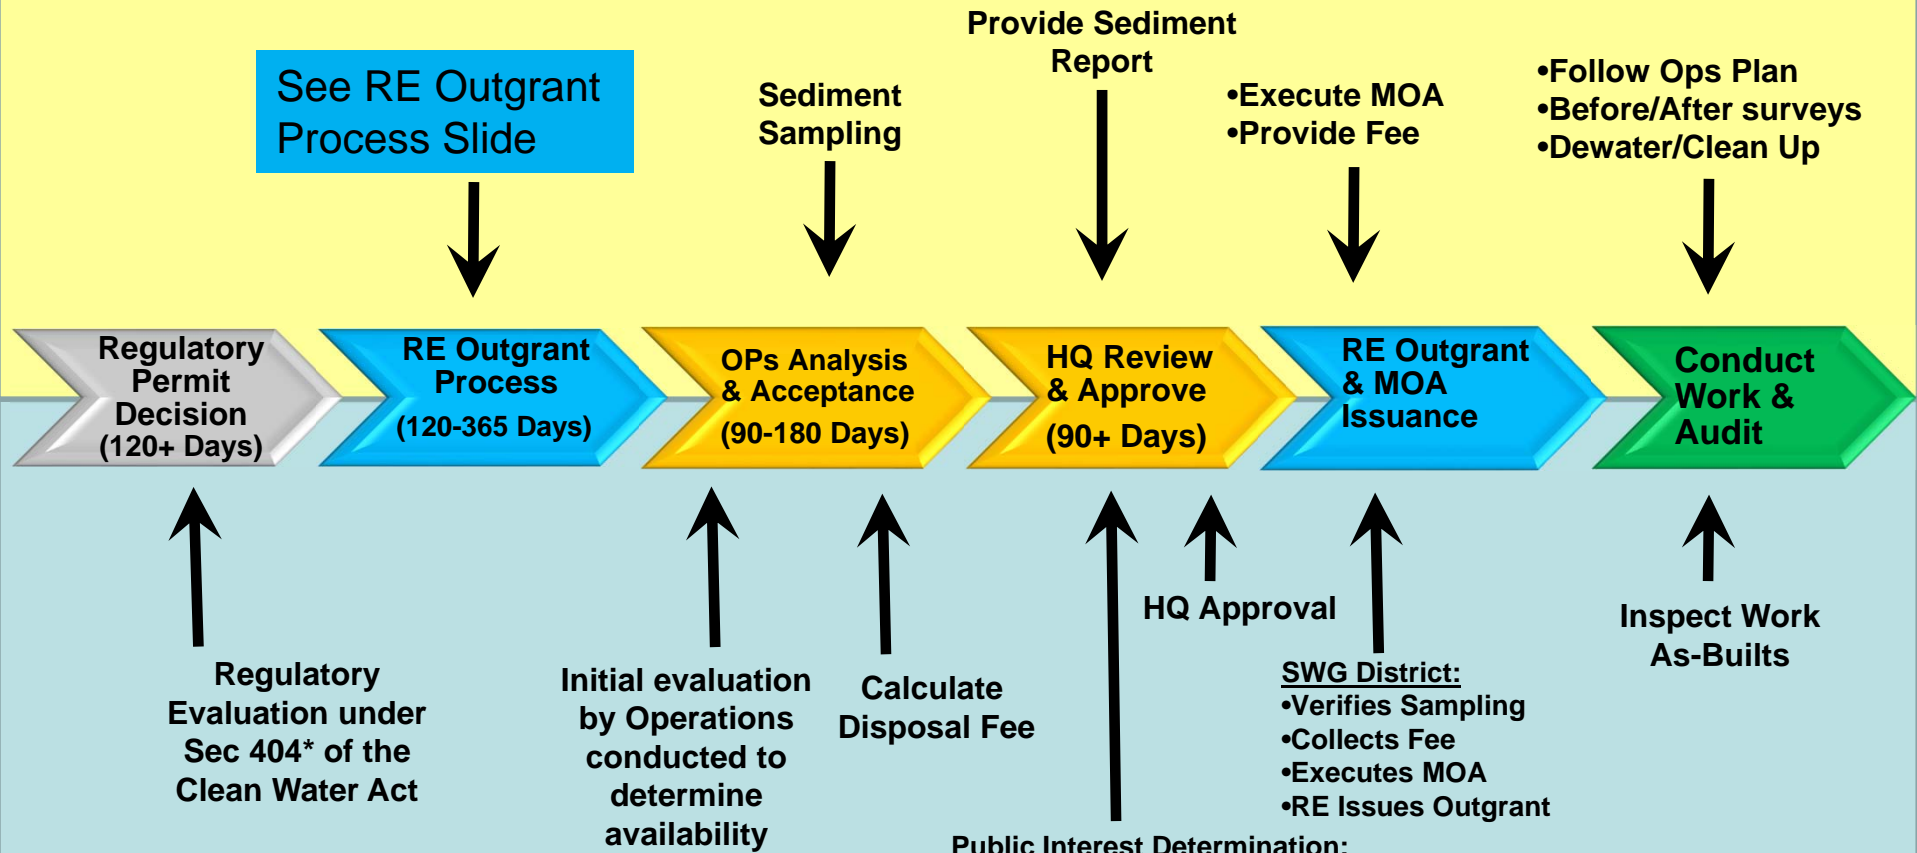 See RE Outgrant
Process Slide
Sediment
Sampling
Provide Sediment
Report
•Execute MOA
•Provide Fee
•Follow Ops Plan
•Before/After surveys
•Dewater/Clean Up
Regulatory
Permit
Decision
(120+ Days)
RE Outgrant
Process
(120-365 Days)
OPs Analysis
& Acceptance
(90-180 Days)
HQ Review
& Approve
(90+ Days)
RE Outgrant
& MOA
Issuance
Conduct
Work &
Audit
Regulatory
Evaluation under
Sec 404* of the
Clean Water Act
Initial evaluation
by Operations
conducted to
determine
availability
Calculate
Disposal Fee
Public Interest Determination:
HQ Approval
SWG District:
•Verifies Sampling
•Collects Fee
•Executes MOA
•RE Issues Outgrant
Inspect Work
As-Builts